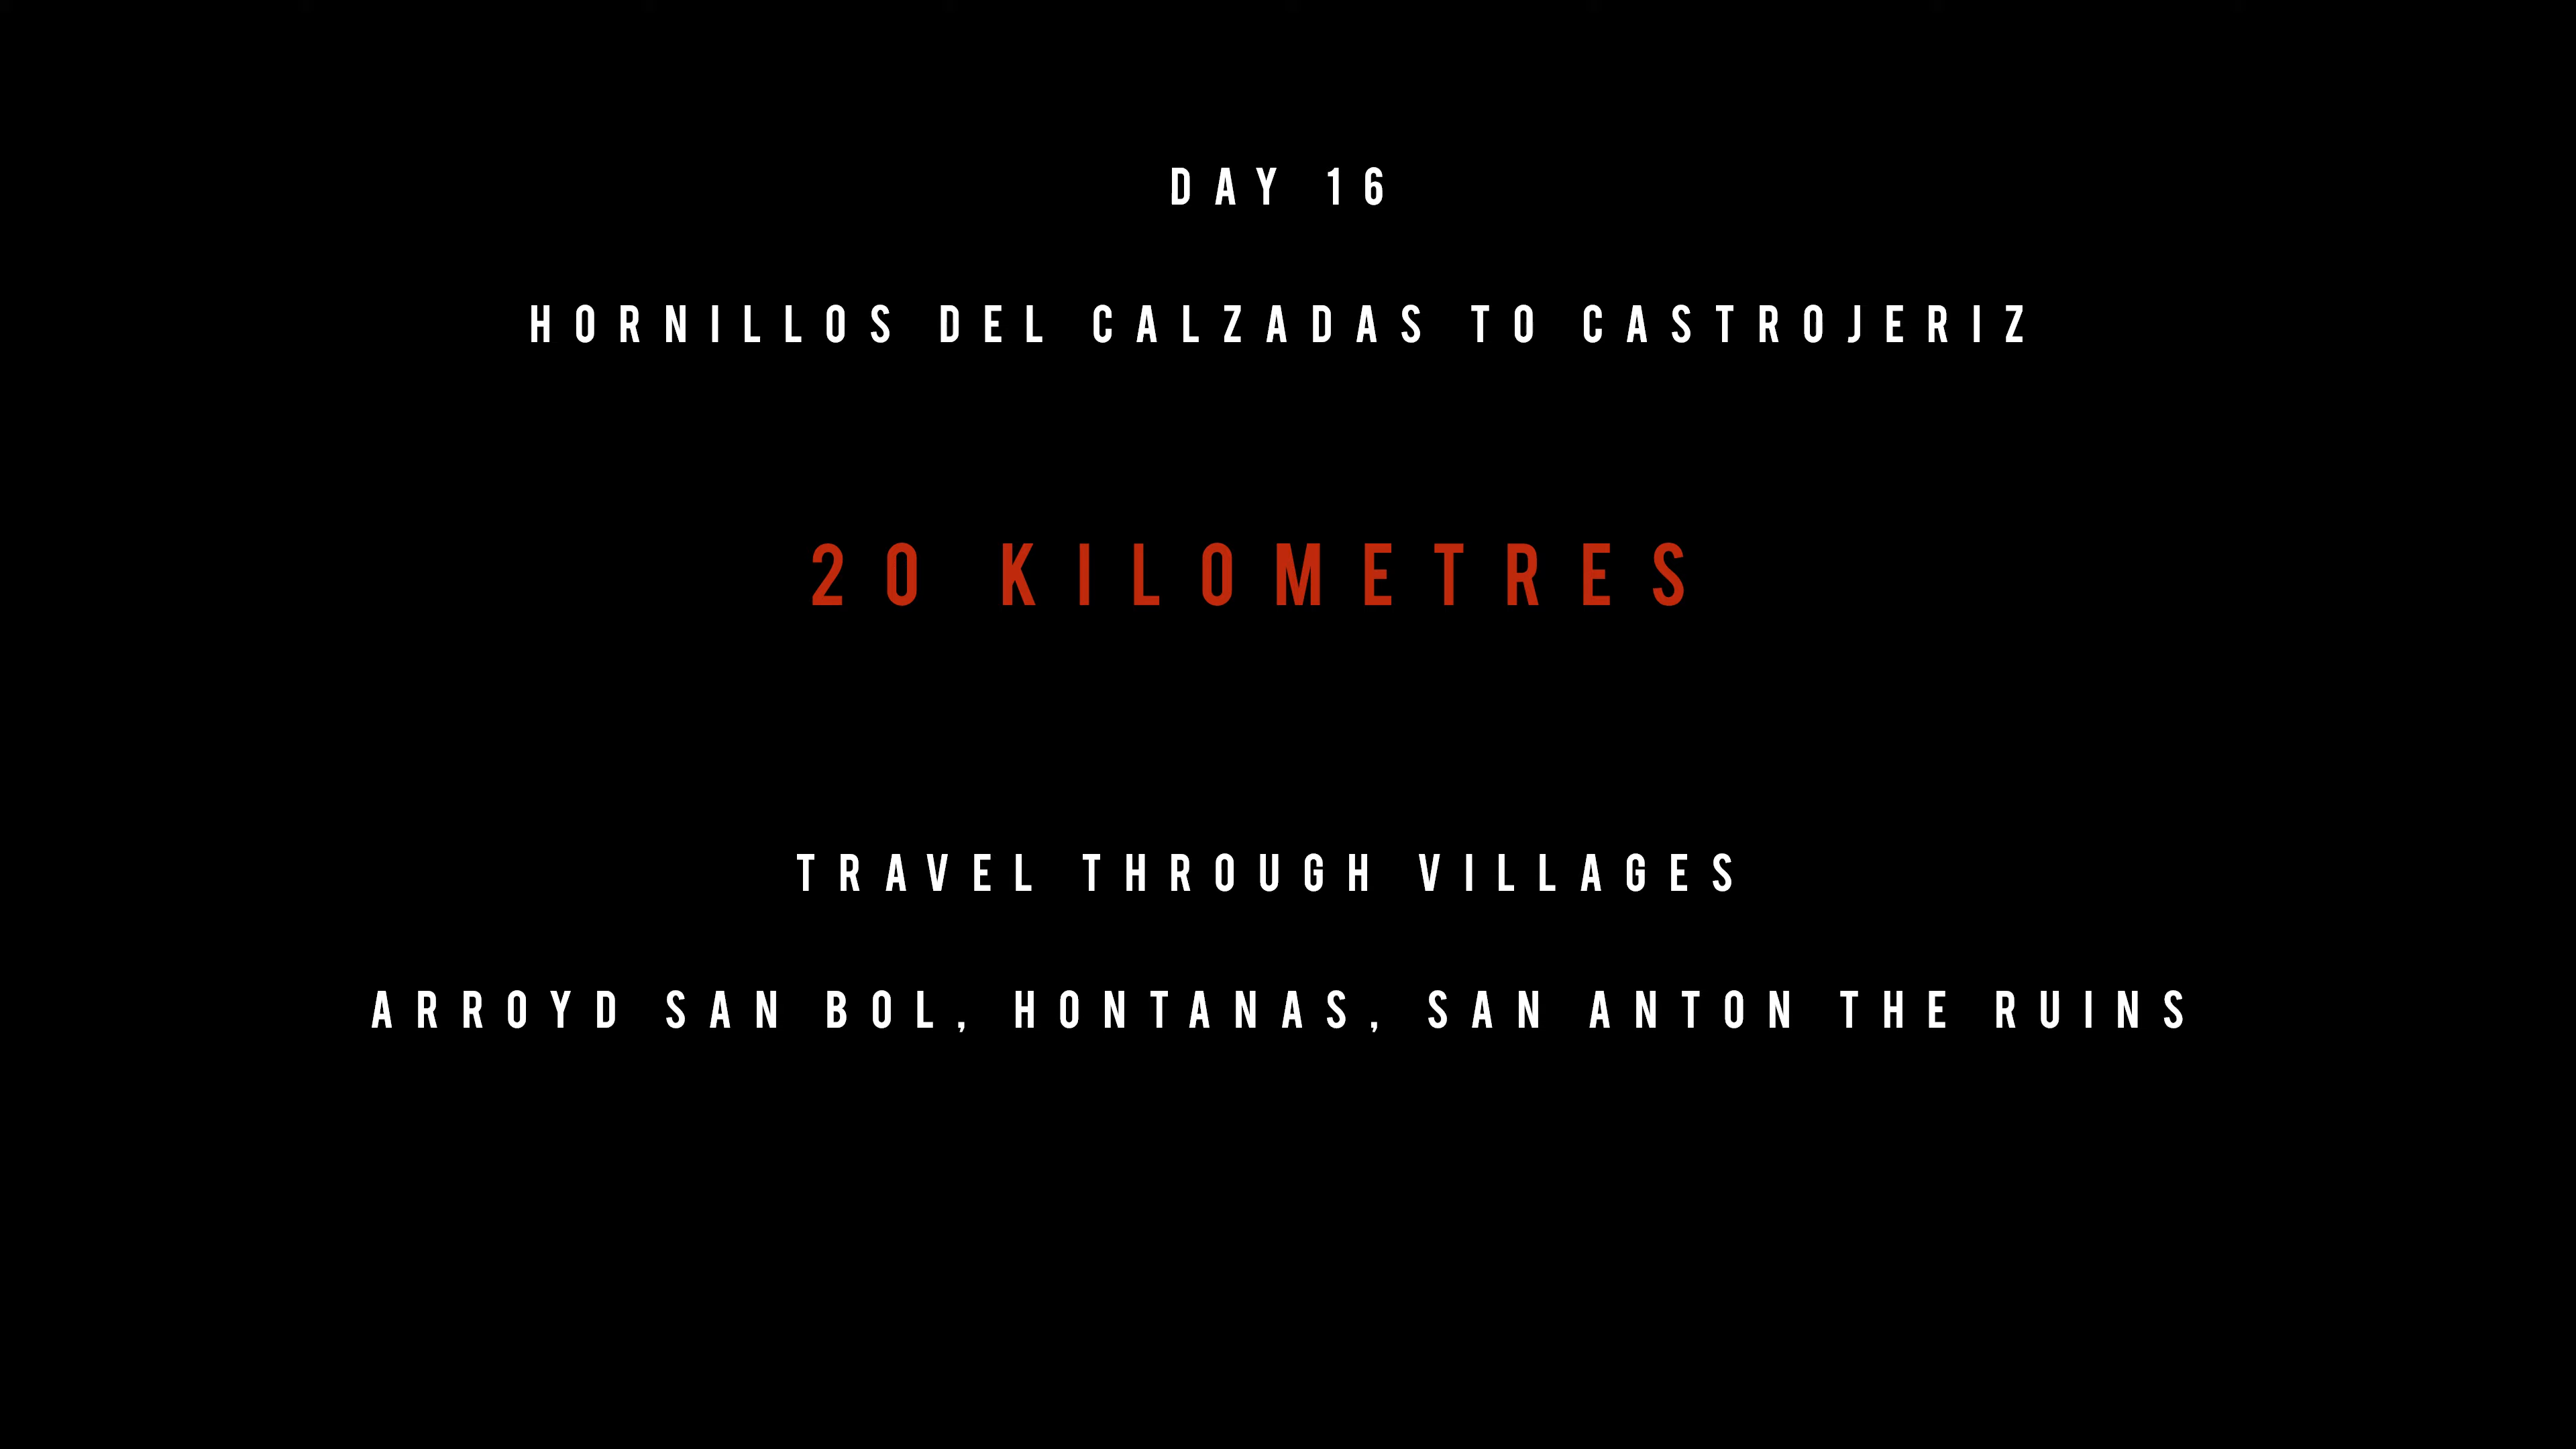 DAY 16
HORNILLOS DEL CALZADAS TO CASTROJERIZ
20 KILOMETRES
TRAVEL THROUGH VILLAGES
ARROYD SAN BOL, HONTANAS, SAN ANTON THE RUINS